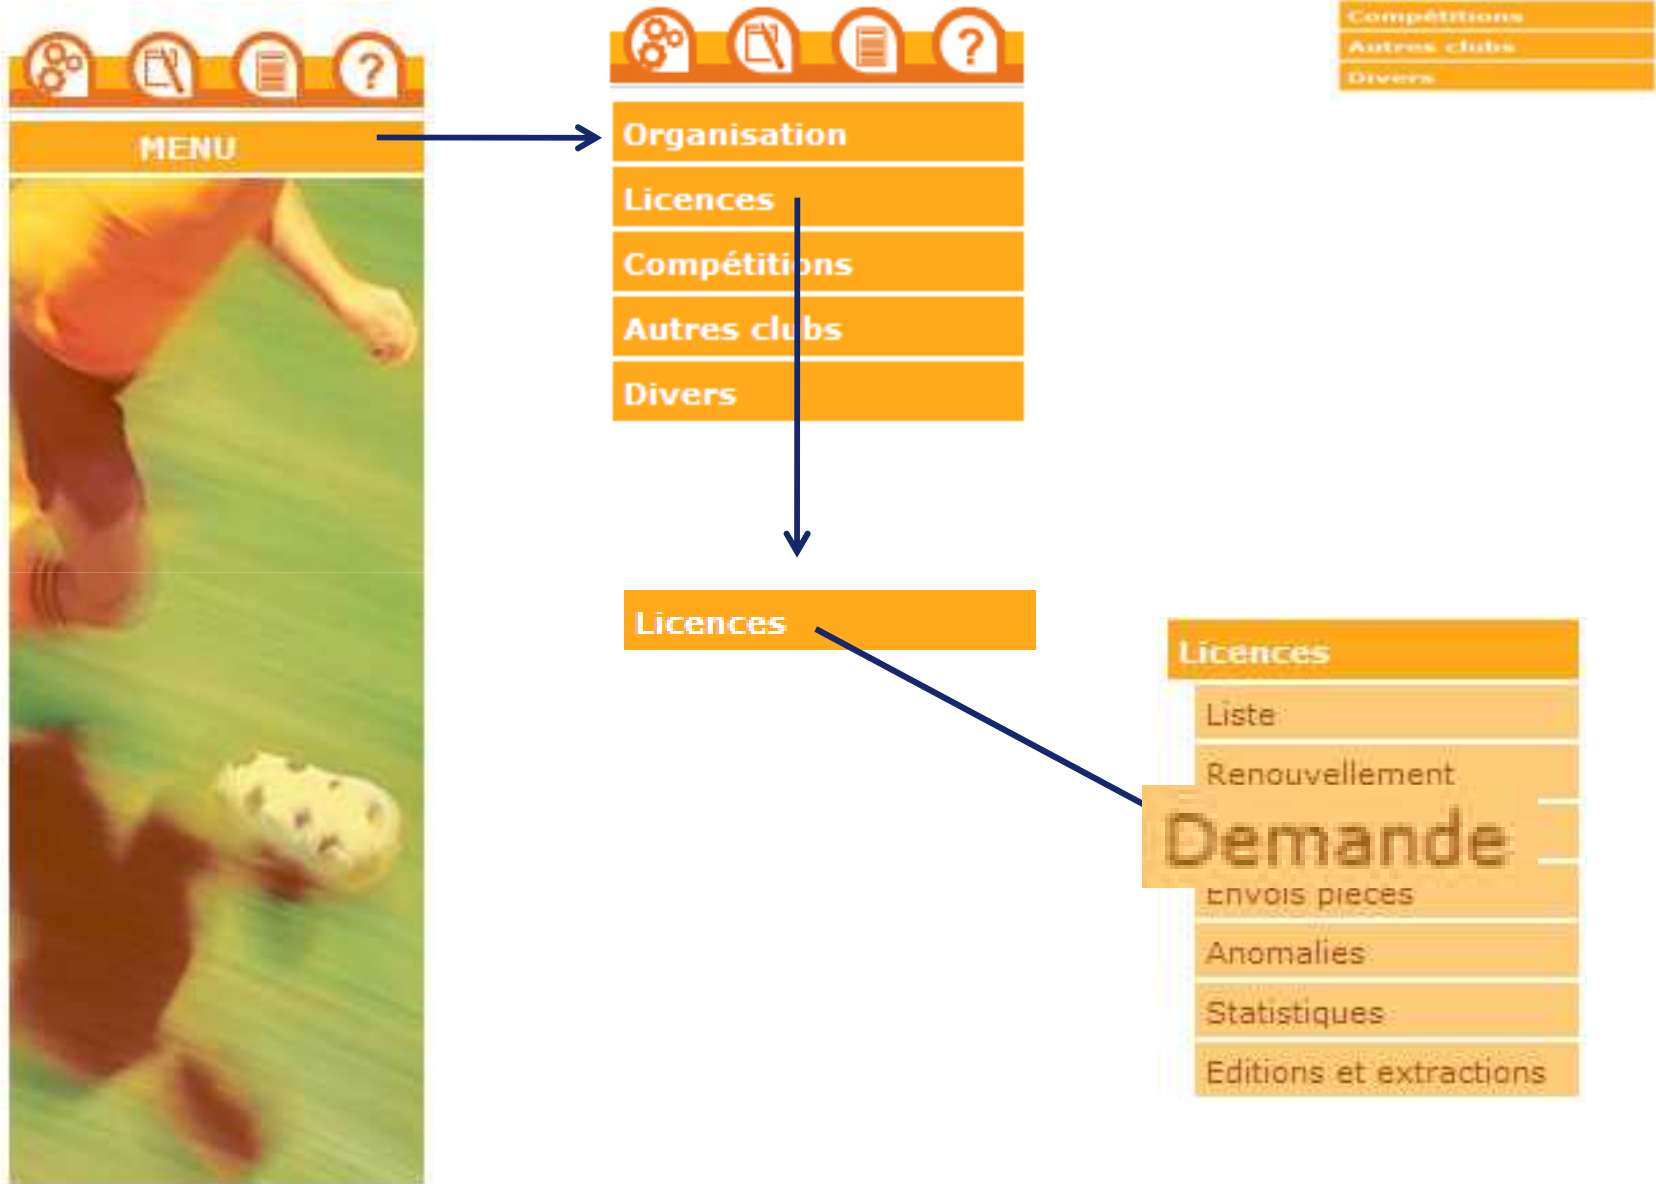 MENU
?
?
Organisation
Licences
Compétitions
Autres clubs
Divers
Compétitions
Autres clubs
Divers
Licences
Licences
Liste
Renouvellement
Demande
Envois pièces
Anomalies
Statistiques
Editions et extractions